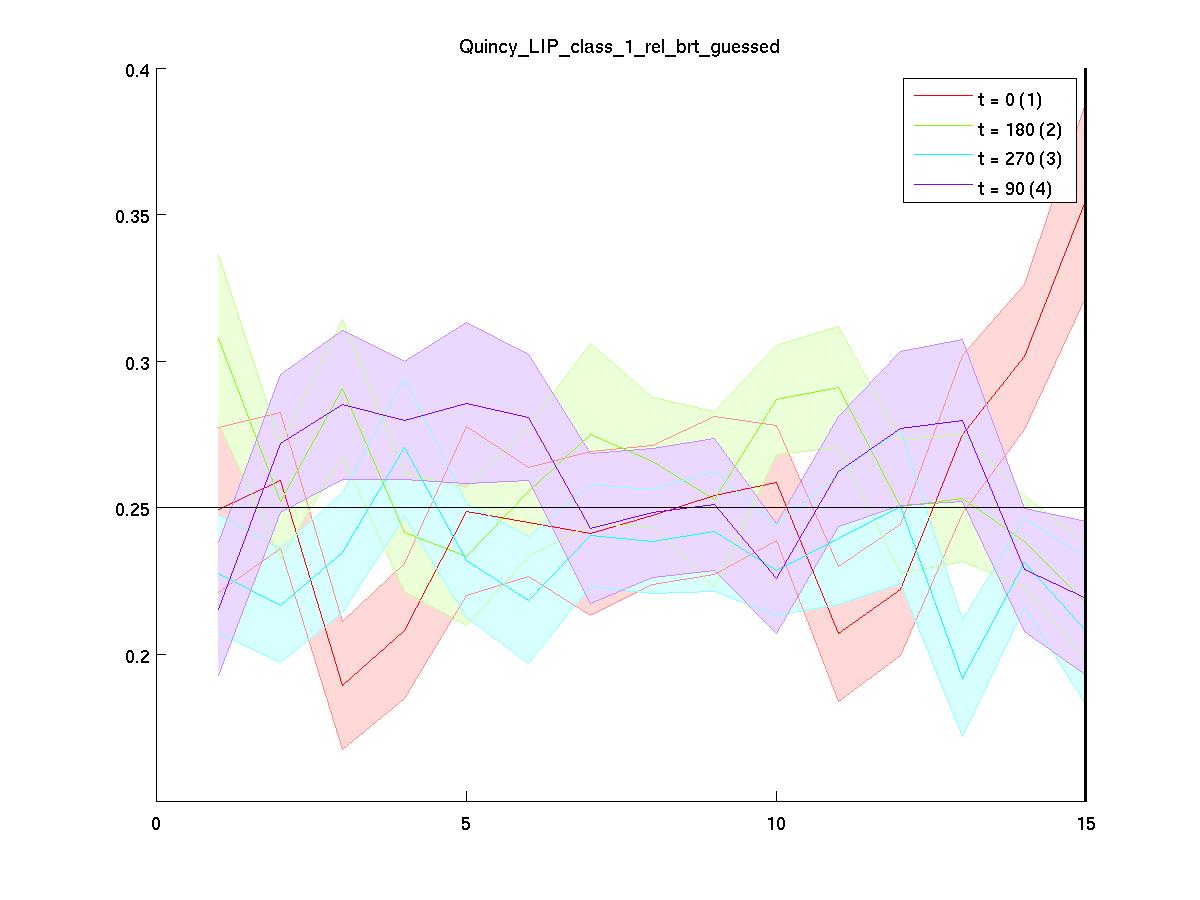 Quincy_LIP_class_1_rel_brt_guessed
t = 0 (1)
t = 180 (2)
t = 270 (3)
t = 90 (4)
0.4
0.35
0.3
0.25
0.2
0
5
10
15